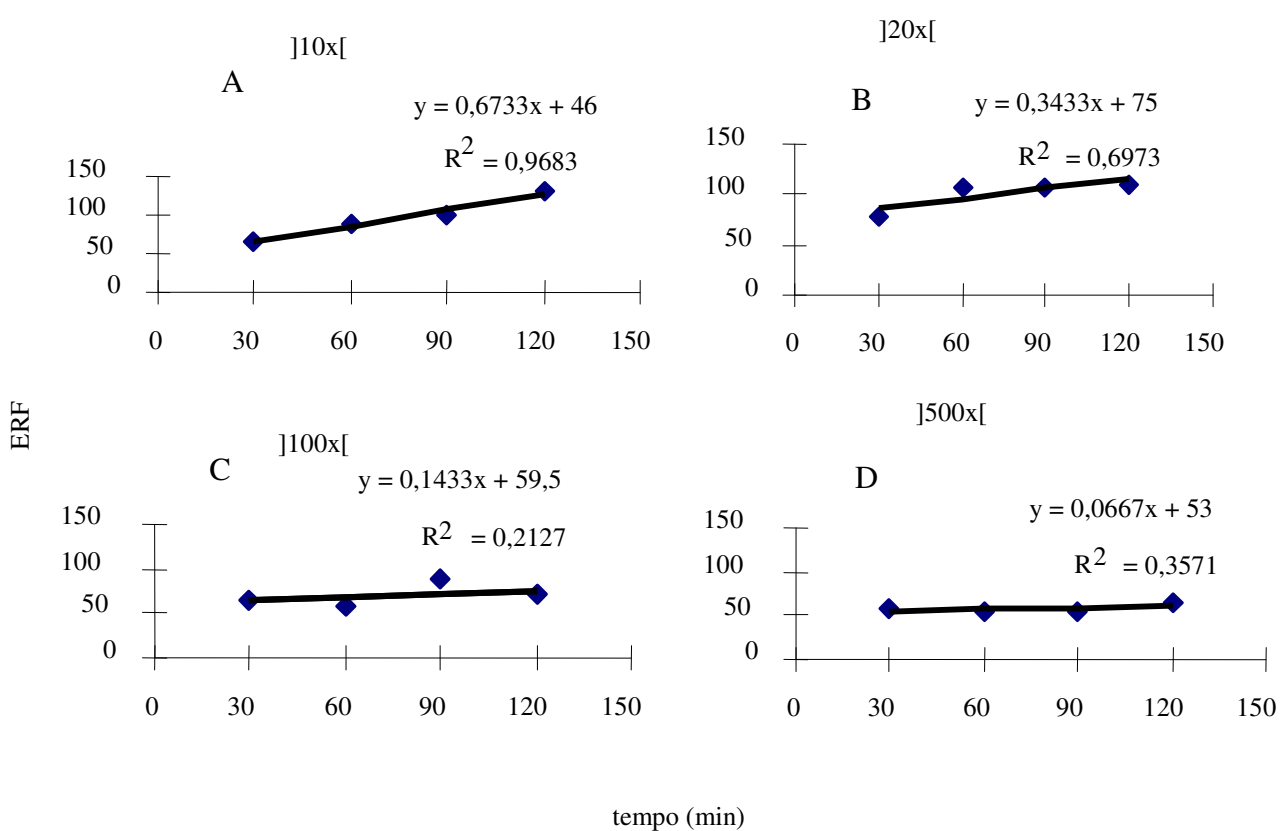 ]10x[
A
y = 0,6733x + 46
R2 = 0,9683
150
100
50
0
0 30 60 90 120 150
]20x[
B
y = 0,3433x + 75
R2 = 0,6973
150
100
50
0
0 30 60 90 120 150
ERF
]100x[
C
y = 0,1433x + 59,5
R2 = 0,2127
150
100
50
0
0 30 60 90 120 150
]500x[
D
y = 0,0667x + 53
R2 = 0,3571
150
100
50
0
0 30 60 90 120 150
tempo (min)